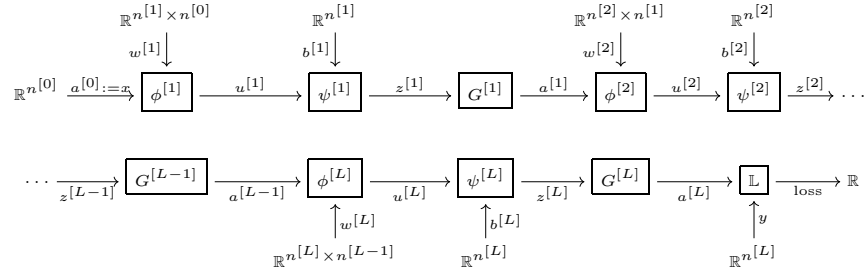 ℝ^{n^{[1]}×n^{[0]}} ℝ^{n^{[1]}} ℝ^{n^{[2]}×n^{[1]}} ℝ^{n^{[2]}}
w^{[1]} b^{[1]} w^{[2]} b^{[2]}
ℝ^{n^{[0]}} a^{[0]}:=x ϕ^{[1]} u^{[1]} ψ^{[1]} z^{[1]} G^{[1]} a^{[1]} ϕ^{[2]} u^{[2]} ψ^{[2]} z^{[2]} ⋯
⋯ z^{[L−1]} G^{[L−1]} a^{[L−1]} ϕ^{[L]} u^{[L]} ψ^{[L]} z^{[L]} G^{[L]} a^{[L]} 𝕃 loss ℝ
w^{[L]} b^{[L]} y
ℝ^{n^{[L]}×n^{[L−1]}} ℝ^{n^{[L]}} ℝ^{n^{[L]}}